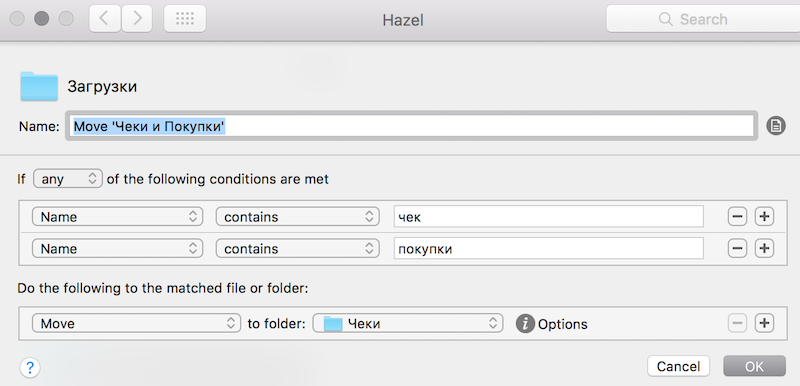 Hazel
Search
Загрузки
Name: Move 'Чеки и Покупки'
If any of the following conditions are met
Name contains чек
Name contains покупки
Do the following to the matched file or folder:
Move to folder: Чеки i Options
? Cancel OK